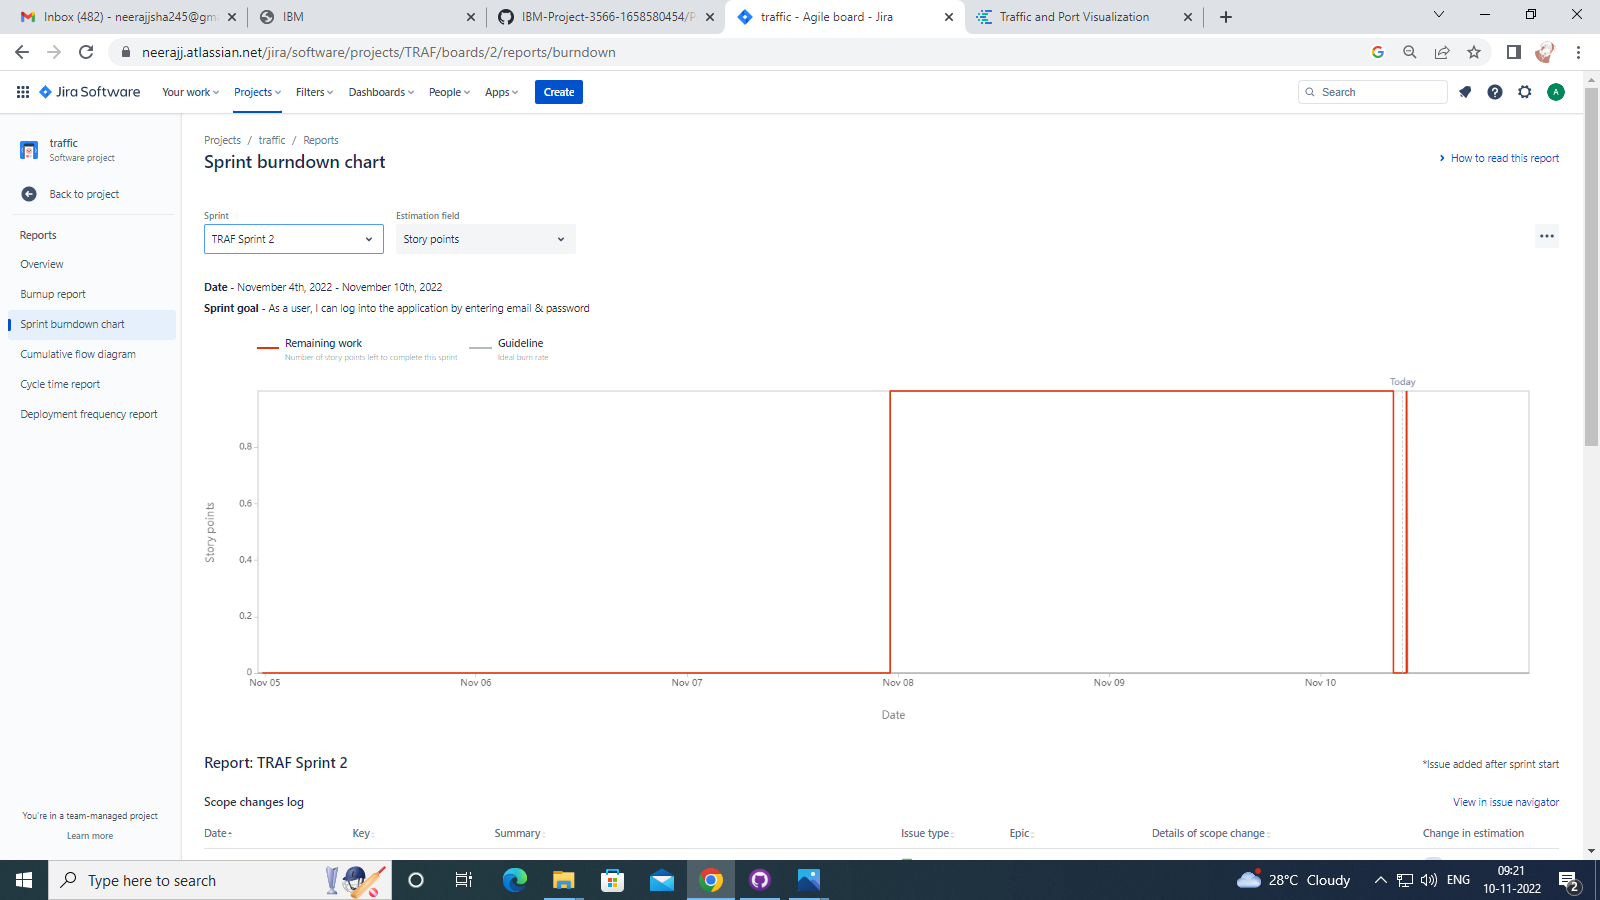 Inbox (482) - neerajjsha245@gm
IBM
IBM-Project-3566-1658580454/P
traffic - Agile board - Jira
Traffic and Port Visualization
neerajj.atlassian.net/jira/software/projects/TRAF/boards/2/reports/burndown
Jira Software
Your work
Projects
Filters
Dashboards
People
Apps
Create
Search
A
traffic
Software project
Back to project
Reports
Overview
Burnup report
Sprint burndown chart
Cumulative flow diagram
Cycle time report
Deployment frequency report
You're in a team-managed project
Learn more
Projects / traffic / Reports
Sprint burndown chart
How to read this report
Sprint
Estimation field
TRAF Sprint 2
Story points
Date - November 4th, 2022 - November 10th, 2022
Sprint goal - As a user, I can log into the application by entering email & password
Remaining work
Number of story points left to complete this sprint
Guideline
Ideal burn rate
Today
0.8
0.6
0.4
0.2
0
Story points
Nov 05
Nov 06
Nov 07
Nov 08
Nov 09
Nov 10
Date
Report: TRAF Sprint 2
*Issue added after sprint start
Scope changes log
View in issue navigator
Date
Key
Summary
Issue type
Epic
Details of scope change
Change in estimation
Type here to search
28°C Cloudy
ENG
09:21
10-11-2022
2